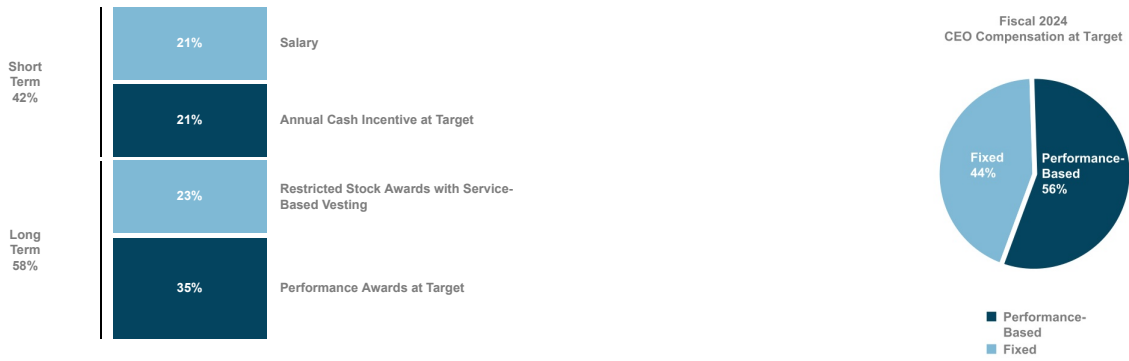 Short
Term
42%
21%
Salary
21%
Annual Cash Incentive at Target
Long
Term
58%
23%
Restricted Stock Awards with Service-
Based Vesting
35%
Performance Awards at Target
Fiscal 2024
CEO Compensation at Target
Fixed
44%
Performance-
Based
56%
Performance-
Based
Fixed